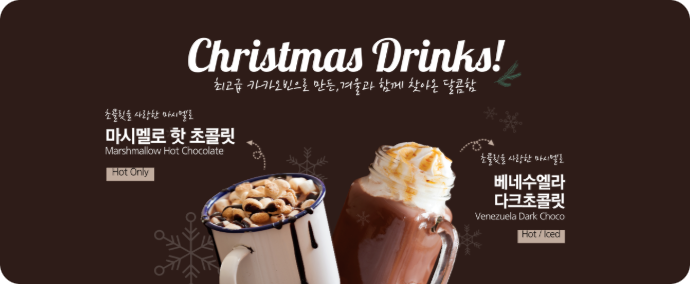 Christmas Drinks!
최고급 카카오빈으로 만든, 겨울과 함께 찾아온 달콤함
초콜릿을 사랑한 마시멜로
마시멜로 핫 초콜릿
Marshmallow Hot Chocolate
Hot Only
초콜릿을 사랑한 마시멜로
베네수엘라
다크초콜릿
Venezuela Dark Choco
Hot / Iced